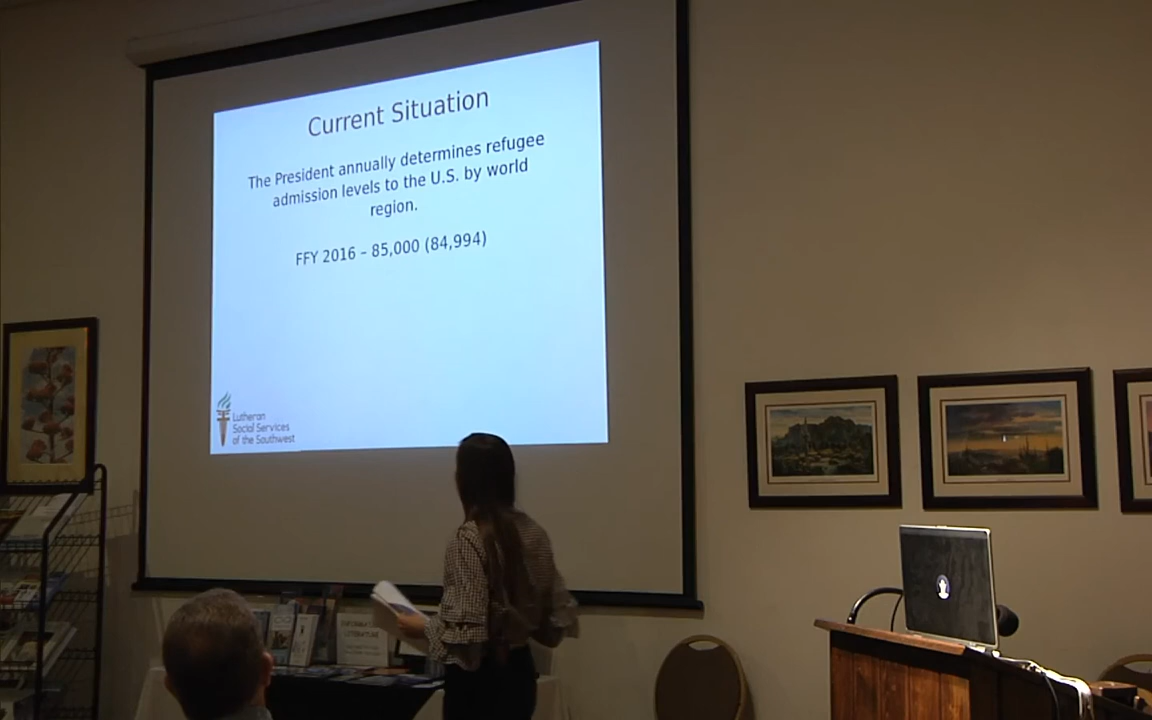 Current Situation
The President annually determines refugee
admission levels to the U.S. by world
region.
FFY 2016 – 85,000 (84,994)
Lutheran
Social Services
of the Southwest